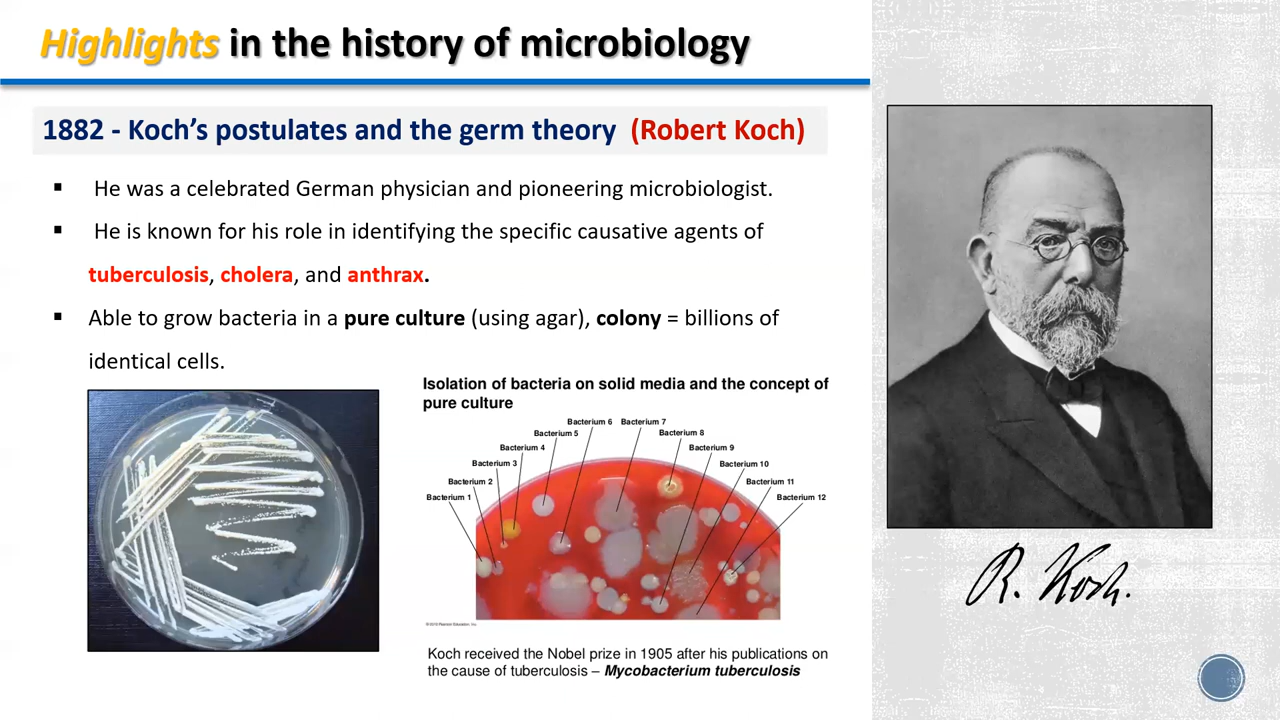 Highlights in the history of microbiology
1882 - Koch's postulates and the germ theory (Robert Koch)
▪ He was a celebrated German physician and pioneering microbiologist.
▪ He is known for his role in identifying the specific causative agents of
tuberculosis, cholera, and anthrax.
▪ Able to grow bacteria in a pure culture (using agar), colony = billions of
identical cells.
Isolation of bacteria on solid media and the concept of
pure culture
Bacterium 1
Bacterium 2
Bacterium 3
Bacterium 4
Bacterium 5
Bacterium 6
Bacterium 7
Bacterium 8
Bacterium 9
Bacterium 10
Bacterium 11
Bacterium 12
© 2010 Pearson Education, Inc.
Koch received the Nobel prize in 1905 after his publications on
the cause of tuberculosis – Mycobacterium tuberculosis
R. Koch.